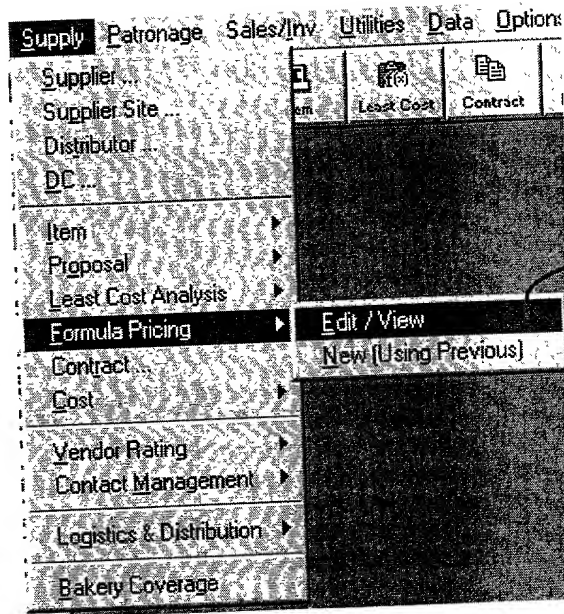 Supply Patronage Sales/Inv Utilities Data Options
Supplier ...
Supplier Site ...
Distributor ...
DC ...
em Least Cost Contract
Item
Proposal
Least Cost Analysis
Formula Pricing
Edit / View
New (Using Previous)
Contract ...
Cost
Vendor Rating
Contact Management
Logistics & Distribution
Bakery Coverage